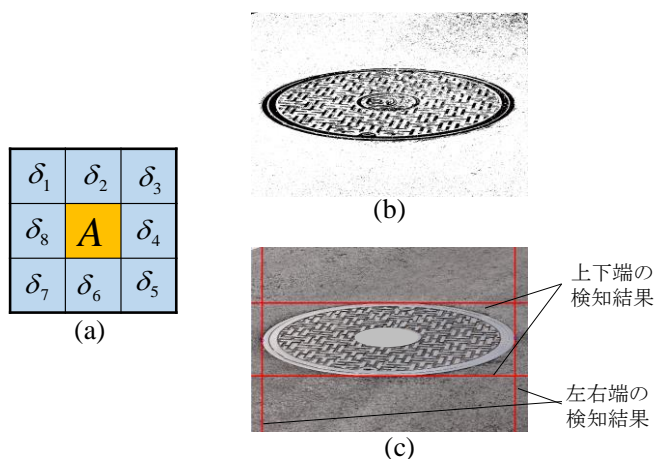 δ1 δ2 δ3
δ8 A δ4
δ7 δ6 δ5
(a)
(b)
上下端の
検知結果
左右端の
検知結果
(c)